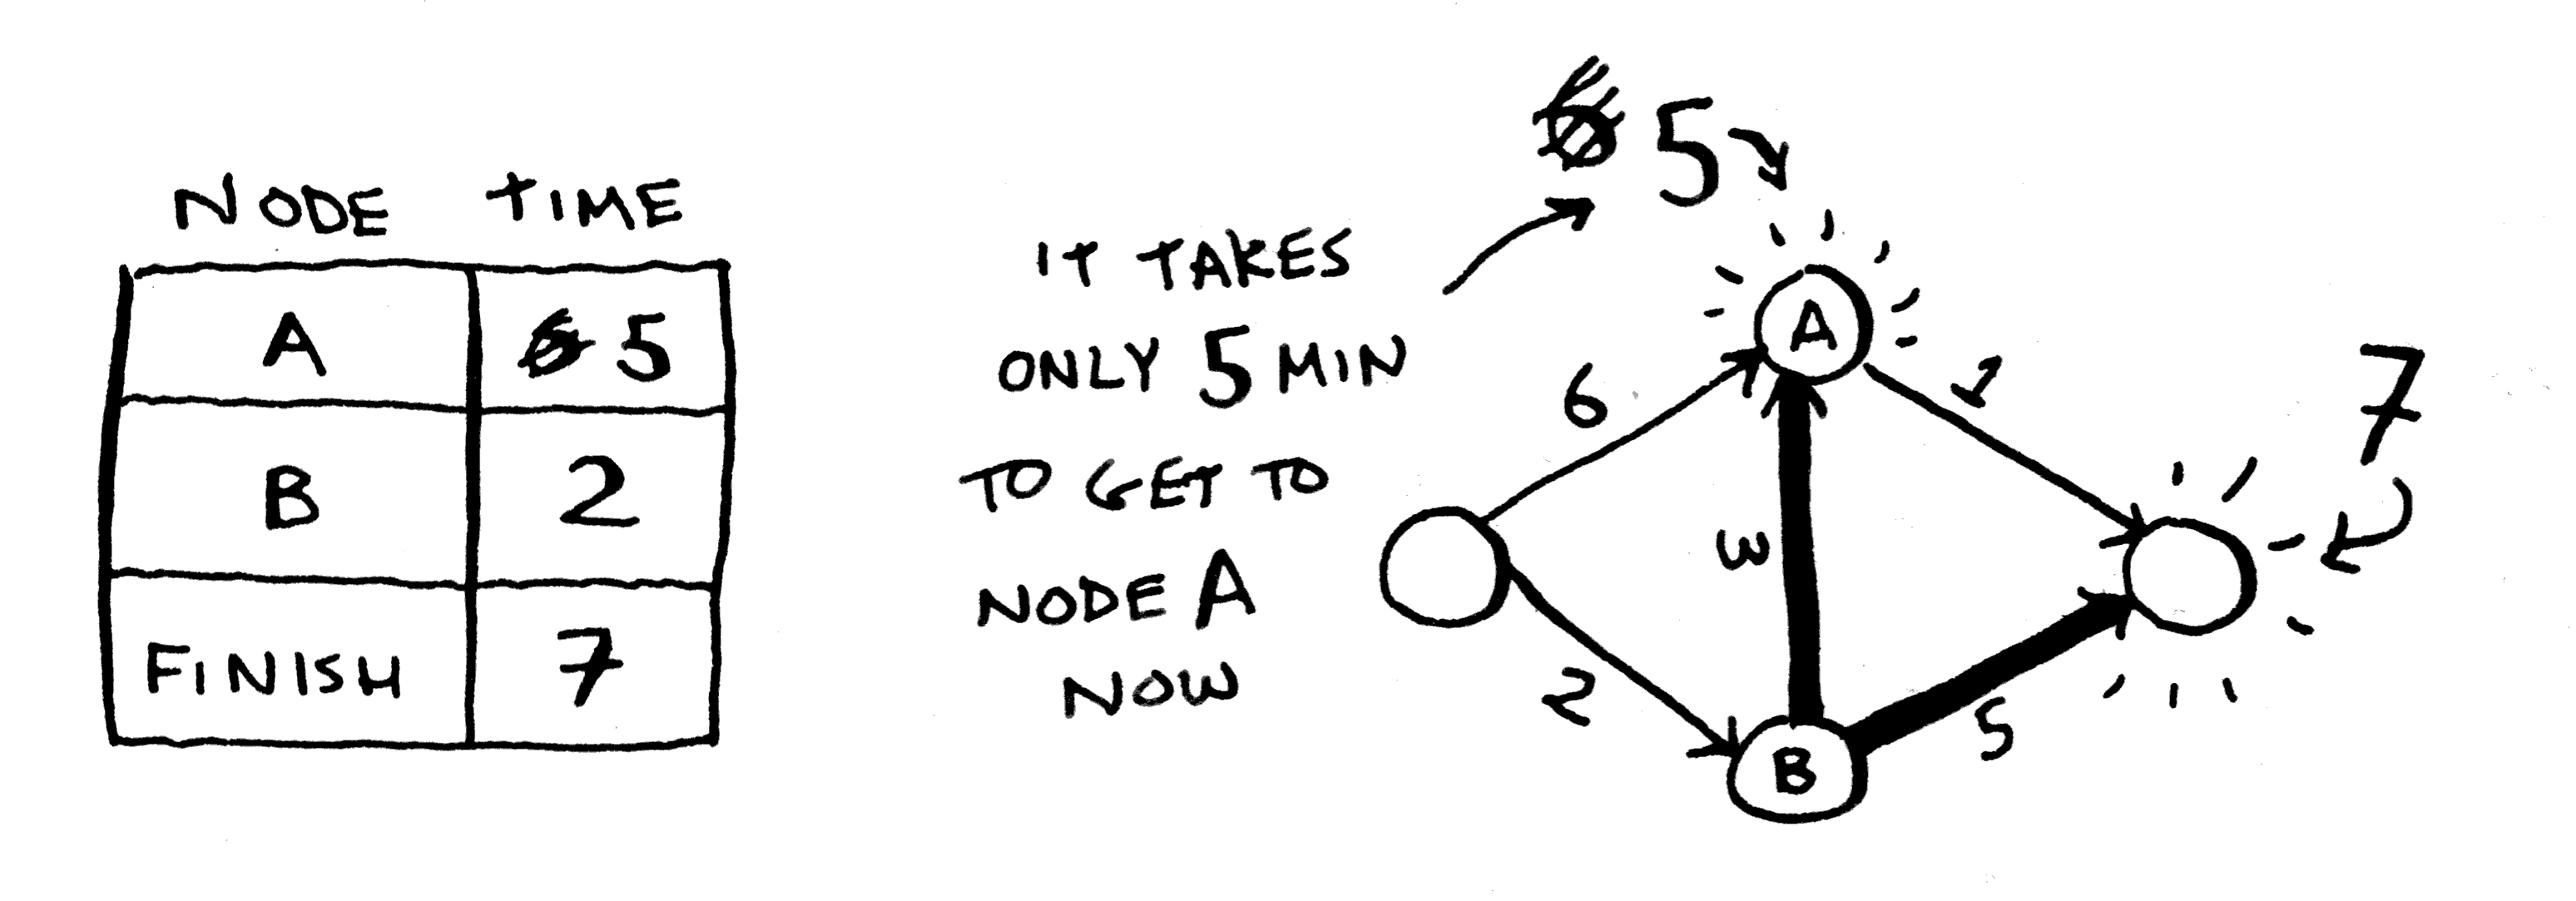 NODE TIME
A 6 5
B 2
FINISH 7
IT TAKES
ONLY 5 MIN
TO GET TO
NODE A
NOW
6 5
A
6
1
7
3
B
2
5